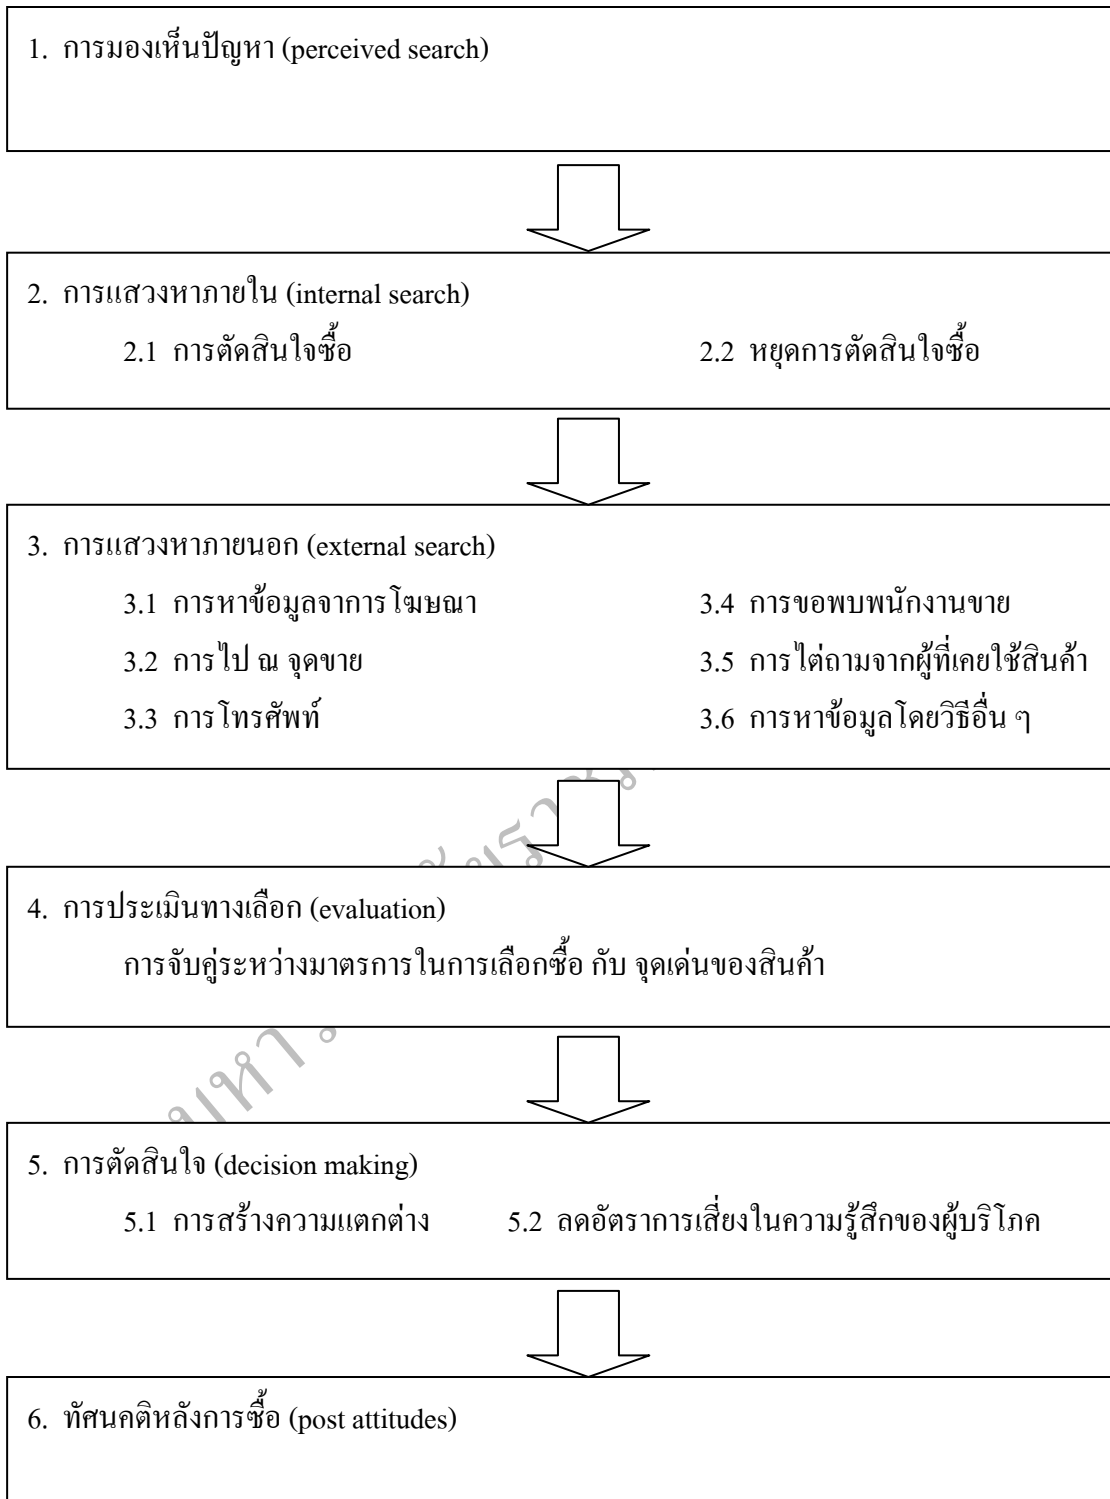 1. การมองเห็นปัญหา (perceived search)
2. การแสวงหาภายใน (internal search)
2.1 การตัดสินใจซื้อ 2.2 หยุดการตัดสินใจซื้อ
3. การแสวงหาภายนอก (external search)
3.1 การหาข้อมูลจาการโฆษณา 3.4 การขอพบพนักงานขาย
3.2 การไป ณ จุดขาย 3.5 การไต่ถามจากผู้ที่เคยใช้สินค้า
3.3 การโทรศัพท์ 3.6 การหาข้อมูลโดยวิธีอื่น ๆ
4. การประเมินทางเลือก (evaluation)
การจับคู่ระหว่างมาตรการในการเลือกซื้อ กับ จุดเด่นของสินค้า
5. การตัดสินใจ (decision making)
5.1 การสร้างความแตกต่าง 5.2 ลดอัตราการเสี่ยงในความรู้สึกของผู้บริโภค
6. ทัศนคติหลังการซื้อ (post attitudes)